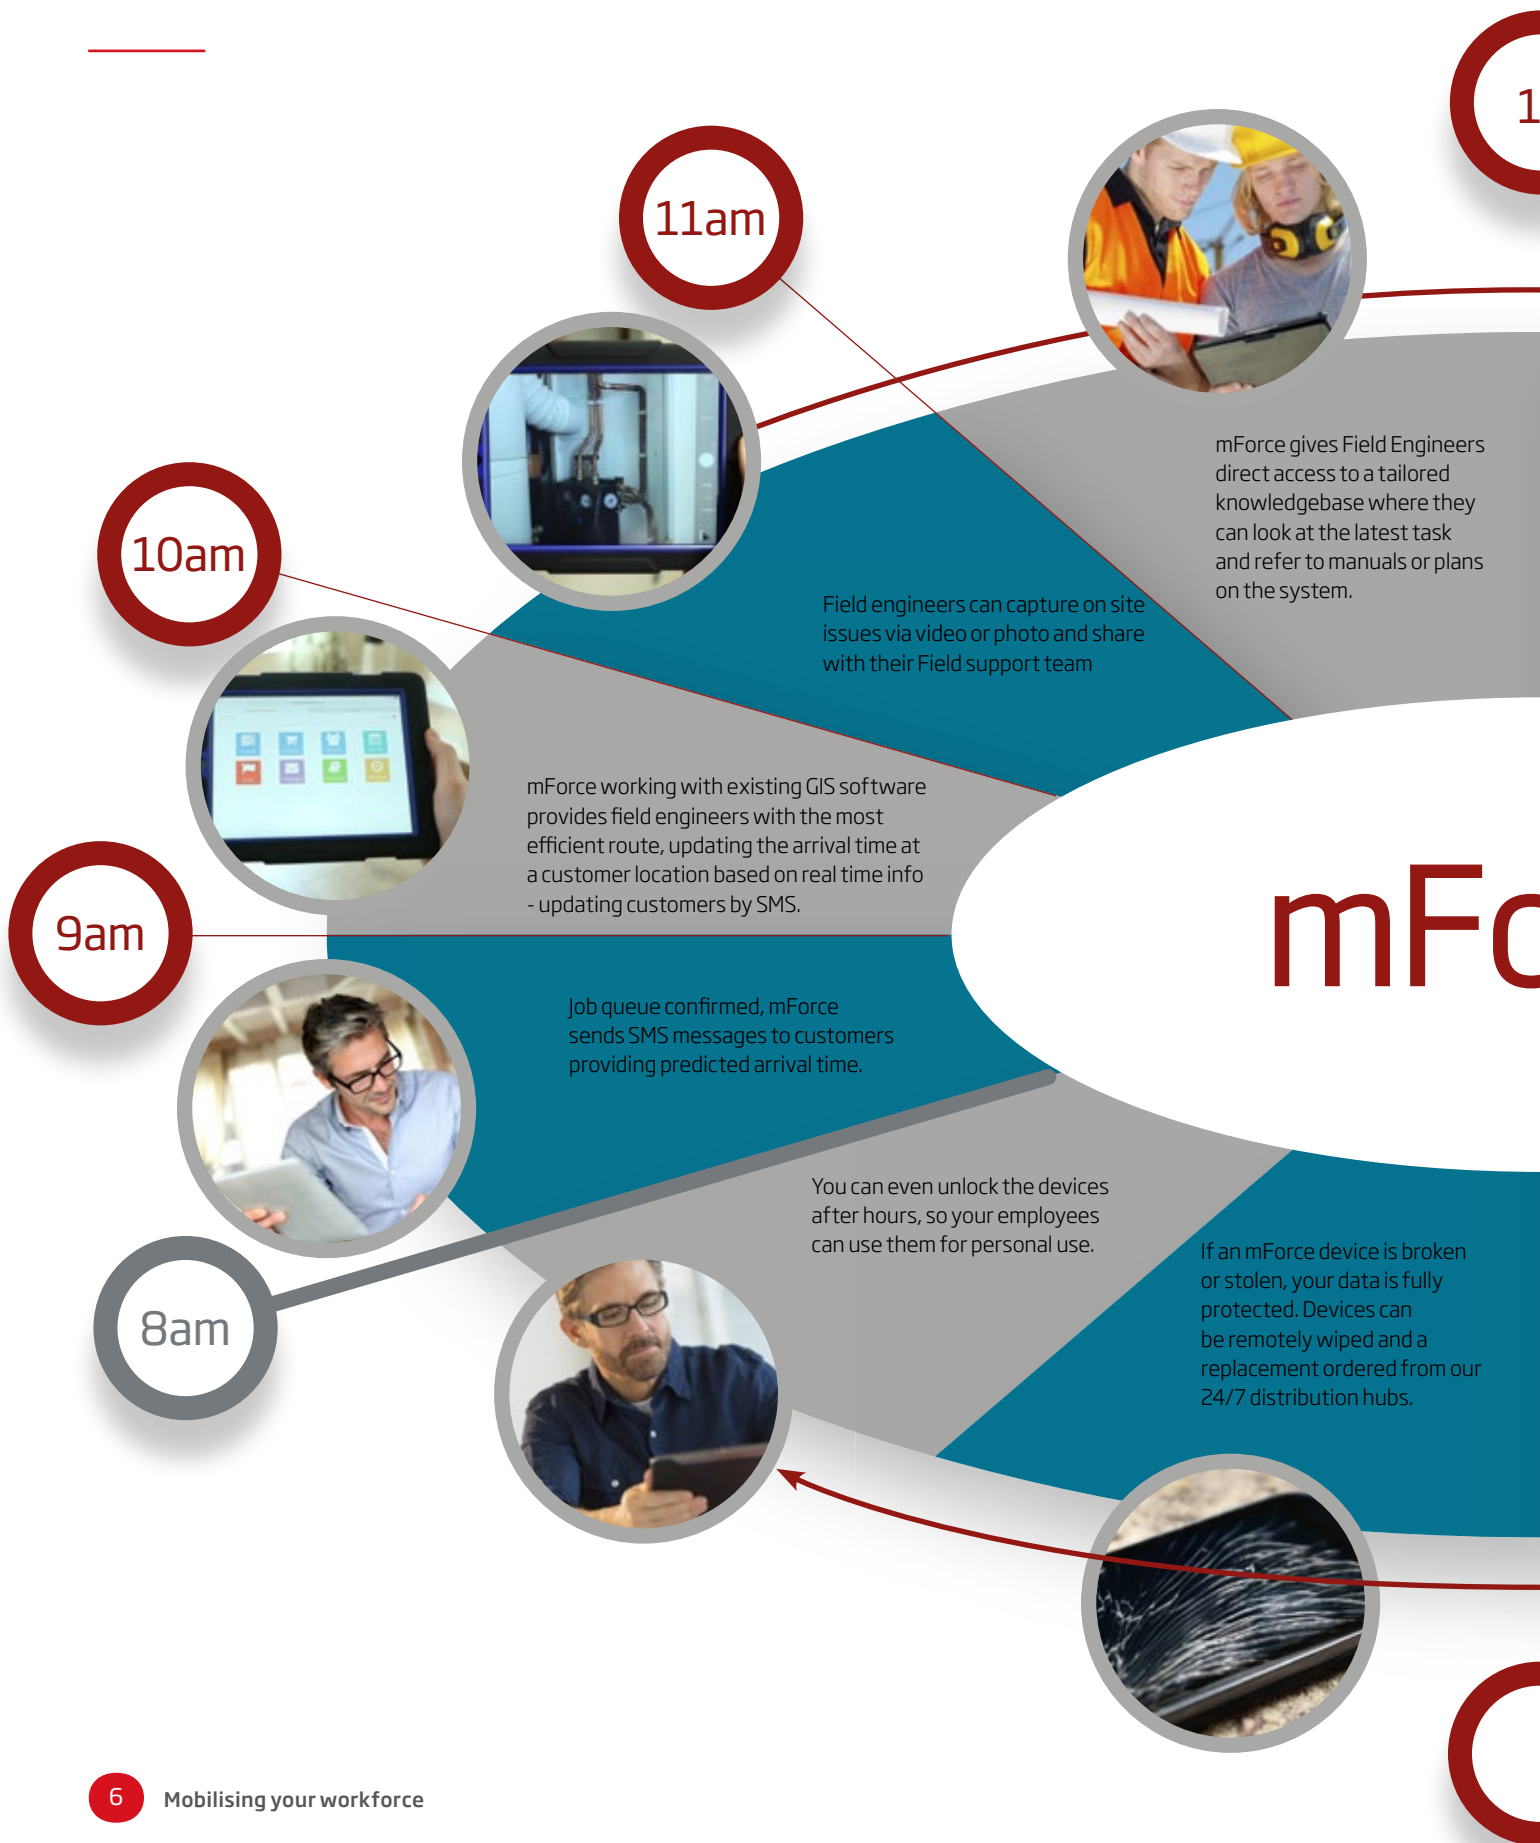 11am
1
mForce gives Field Engineers
direct access to a tailored
knowledgebase where they
can look at the latest task
and refer to manuals or plans
on the system.
10am
Field engineers can capture on site
issues via video or photo and share
with their Field support team
mForce working with existing GIS software
provides field engineers with the most
efficient route, updating the arrival time at
a customer location based on real time info
- updating customers by SMS.
9am
mFo
Job queue confirmed, mForce
sends SMS messages to customers
providing predicted arrival time.
8am
You can even unlock the devices
after hours, so your employees
can use them for personal use.
If an mForce device is broken
or stolen, your data is fully
protected. Devices can
be remotely wiped and a
replacement ordered from our
24/7 distribution hubs.
6 Mobilising your workforce